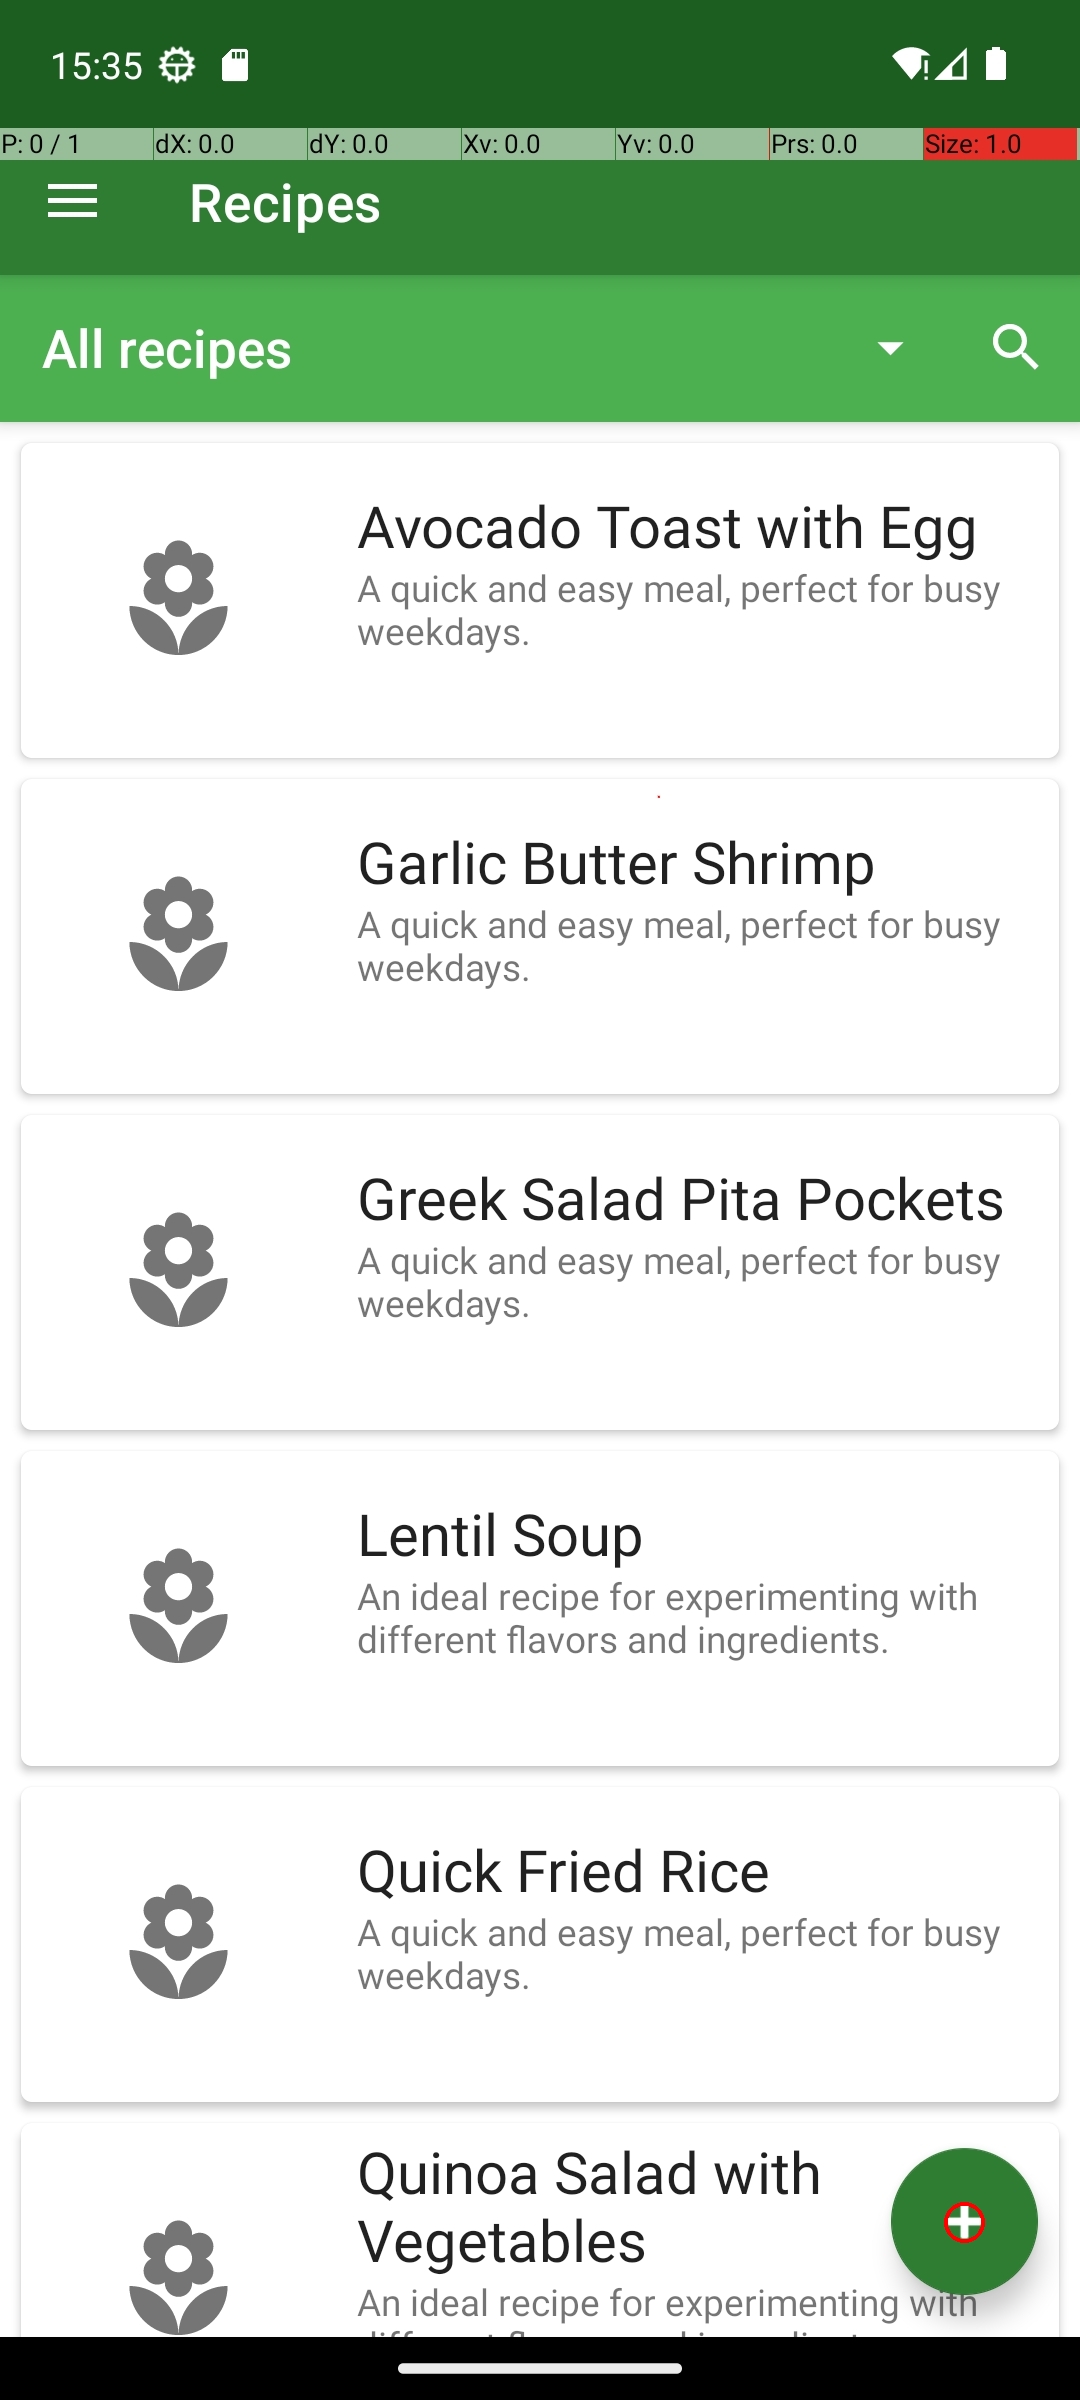 15:35
P: 0 / 1 dX: 0.0 dY: 0.0 Xv: 0.0 Yv: 0.0 Prs: 0.0 Size: 1.0
Recipes
All recipes
Avocado Toast with Egg
A quick and easy meal, perfect for busy
weekdays.
Garlic Butter Shrimp
A quick and easy meal, perfect for busy
weekdays.
Greek Salad Pita Pockets
A quick and easy meal, perfect for busy
weekdays.
Lentil Soup
An ideal recipe for experimenting with
different flavors and ingredients.
Quick Fried Rice
A quick and easy meal, perfect for busy
weekdays.
Quinoa Salad with
Vegetables
An ideal recipe for experimenting with